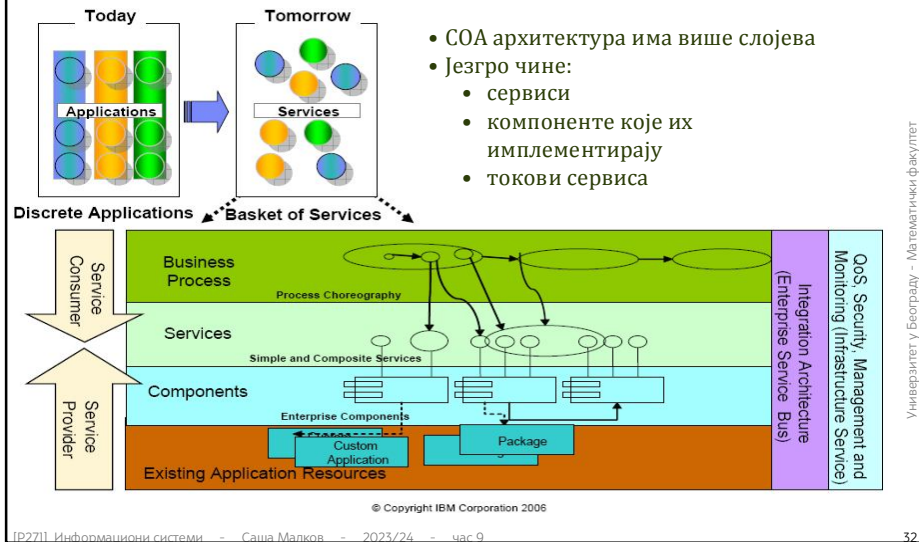 Today
Tomorrow
Applications
Services
Discrete Applications
Basket of Services
• СОА архитектура има више слојева
• Језгро чине:
• сервиси
• компоненте које их
имплементирају
• токови сервиса
Service
Consumer
Service
Provider
Business
Process
Process Choreography
Services
Simple and Composite Services
Components
Enterprise Components
Custom
Application
Package
Existing Application Resources
Integration Architecture
(Enterprise Service Bus)
QoS, Security, Management and
Monitoring (Infrastructure Service)
© Copyright IBM Corporation 2006
Универзитет у Београду - Математички факултет
[Р271] Информациони системи - Саша Малков - 2023/24 - час 9
32